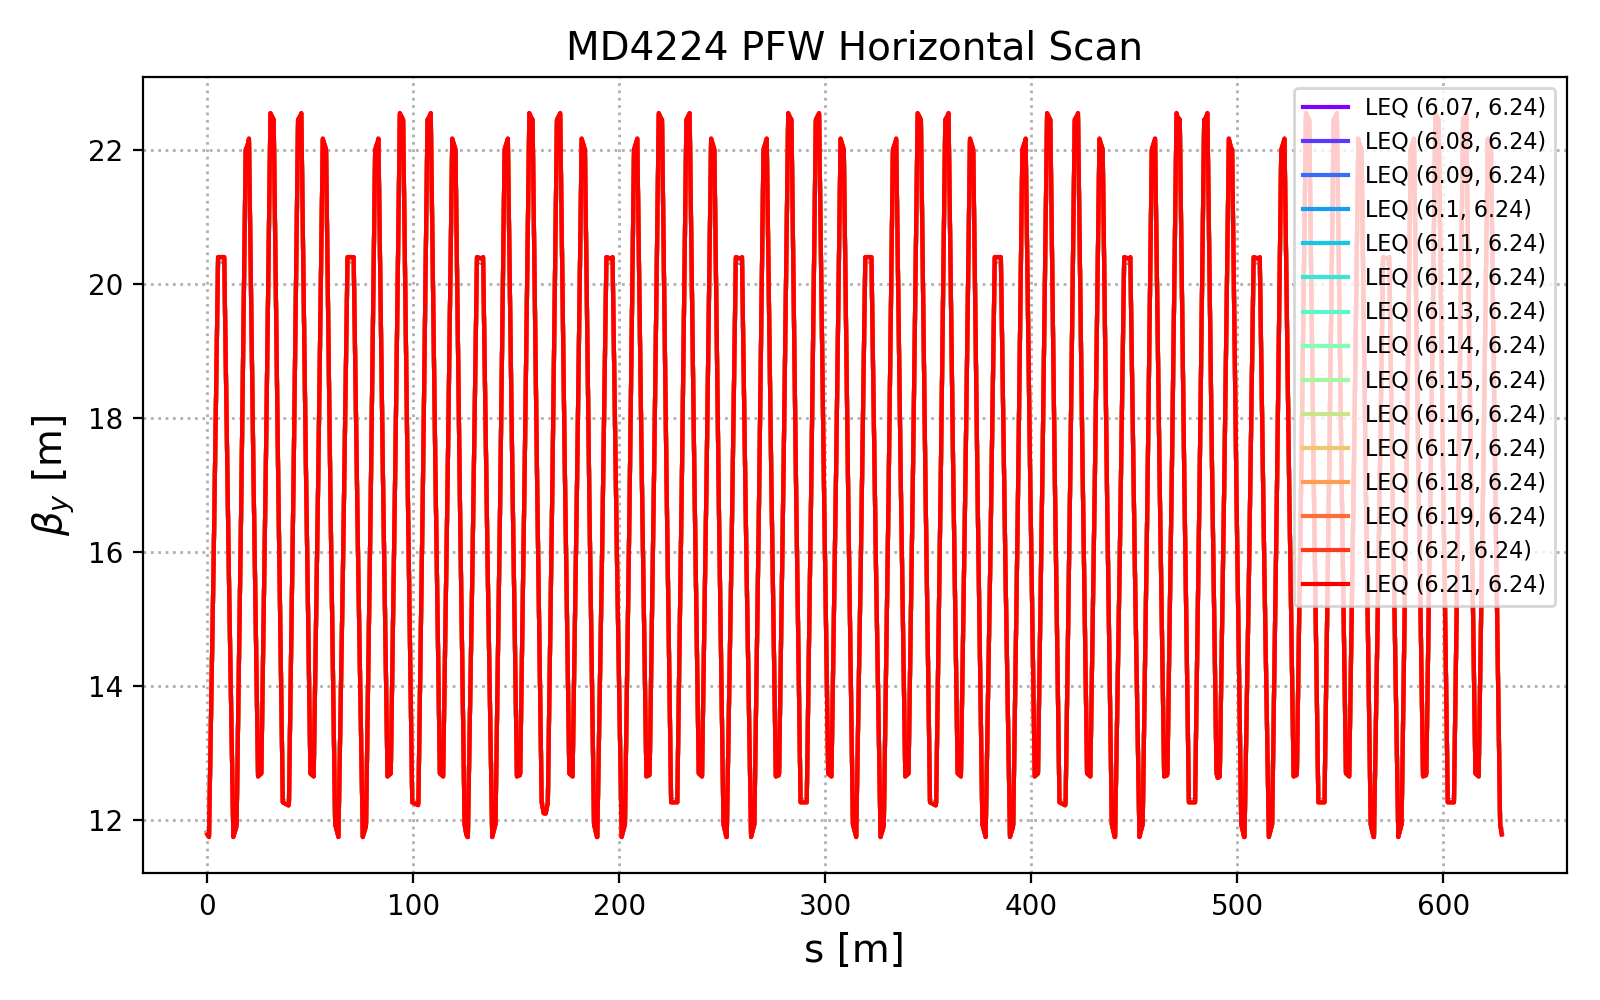 MD4224 PFW Horizontal Scan
β_y [m]
22
20
18
16
14
12
0 100 200 300 400 500 600
s [m]
LEQ (6.07, 6.24)
LEQ (6.08, 6.24)
LEQ (6.09, 6.24)
LEQ (6.1, 6.24)
LEQ (6.11, 6.24)
LEQ (6.12, 6.24)
LEQ (6.13, 6.24)
LEQ (6.14, 6.24)
LEQ (6.15, 6.24)
LEQ (6.16, 6.24)
LEQ (6.17, 6.24)
LEQ (6.18, 6.24)
LEQ (6.19, 6.24)
LEQ (6.2, 6.24)
LEQ (6.21, 6.24)